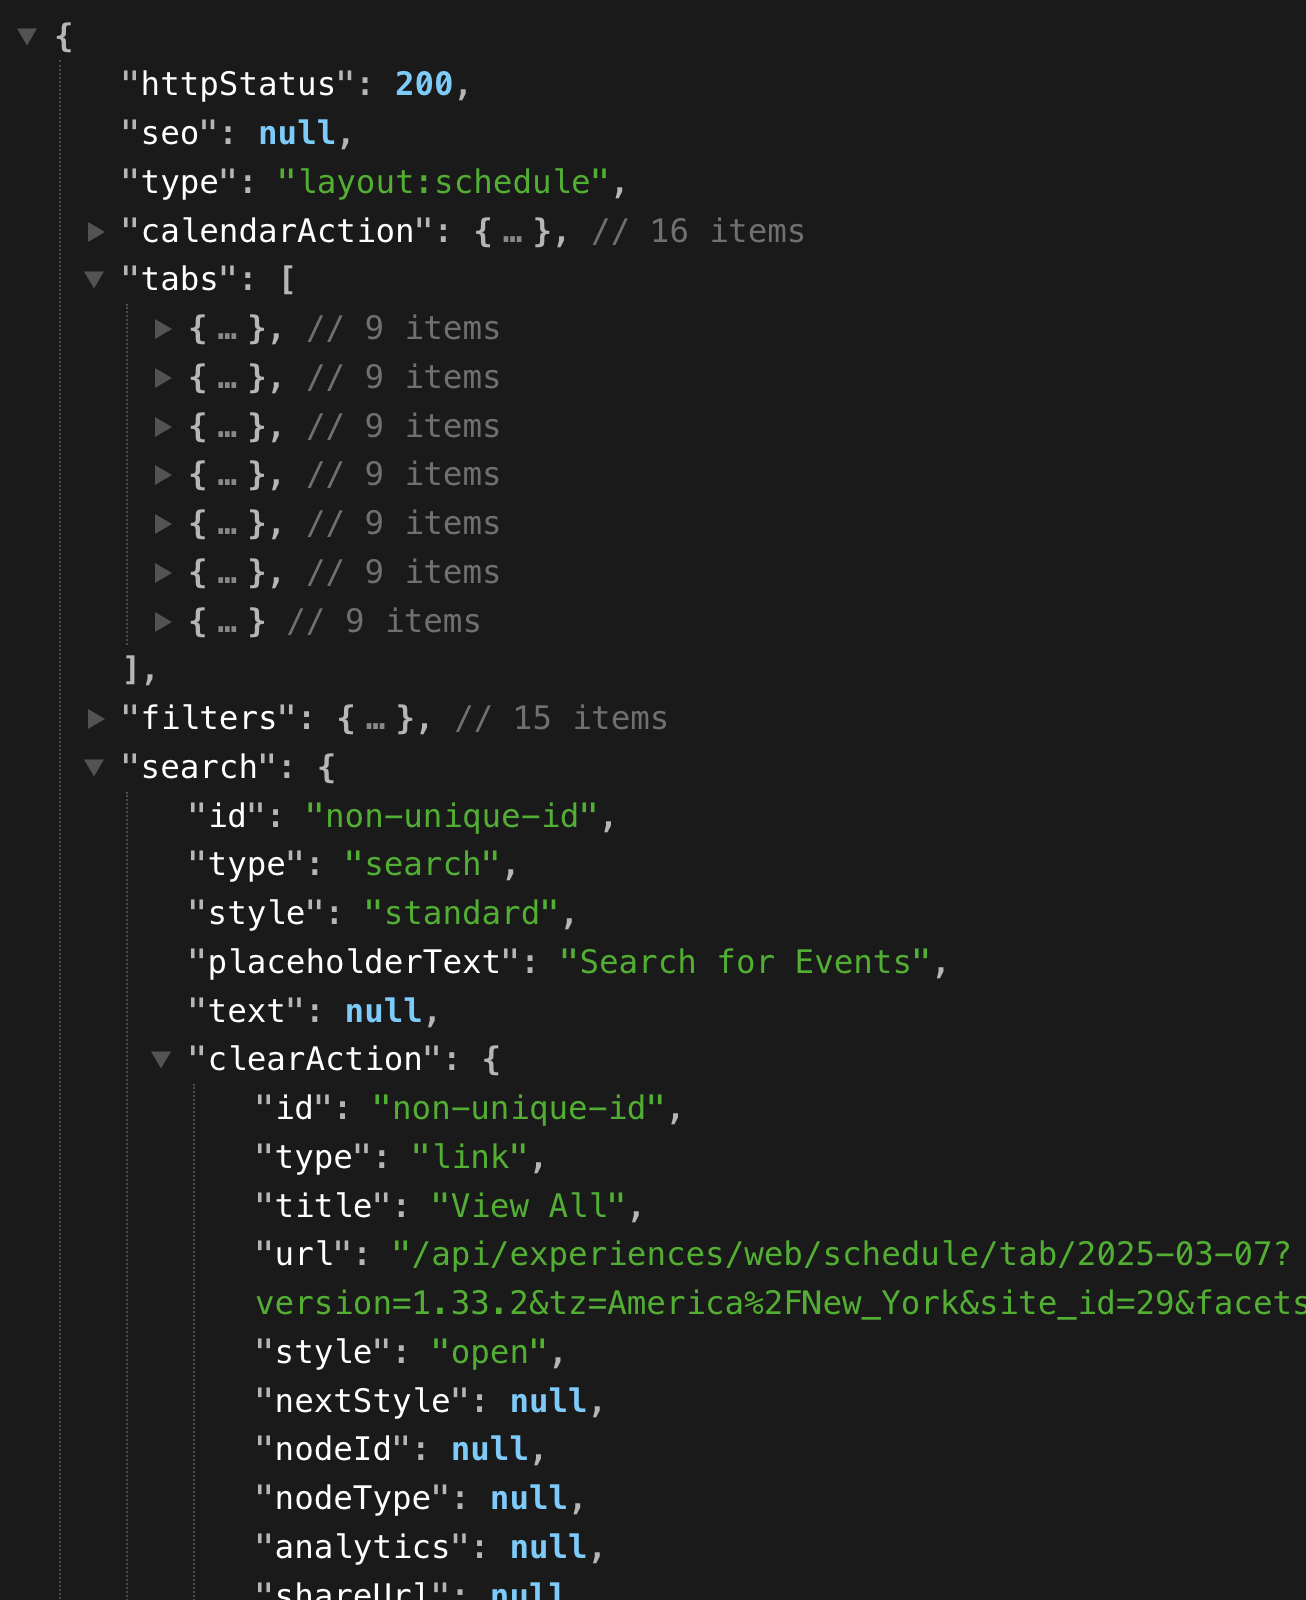 {
"httpStatus": 200,
"seo": null,
"type": "layout:schedule",
"calendarAction": { … }, // 16 items
"tabs": [
{ … }, // 9 items
{ … }, // 9 items
{ … }, // 9 items
{ … }, // 9 items
{ … }, // 9 items
{ … }, // 9 items
{ … } // 9 items
],
"filters": { … }, // 15 items
"search": {
"id": "non-unique-id",
"type": "search",
"style": "standard",
"placeholderText": "Search for Events",
"text": null,
"clearAction": {
"id": "non-unique-id",
"type": "link",
"title": "View All",
"url": "/api/experiences/web/schedule/tab/2025-03-07?
version=1.33.2&tz=America%2FNew_York&site_id=29&facets
"style": "open",
"nextStyle": null,
"nodeId": null,
"nodeType": null,
"analytics": null,
"shareUrl": null